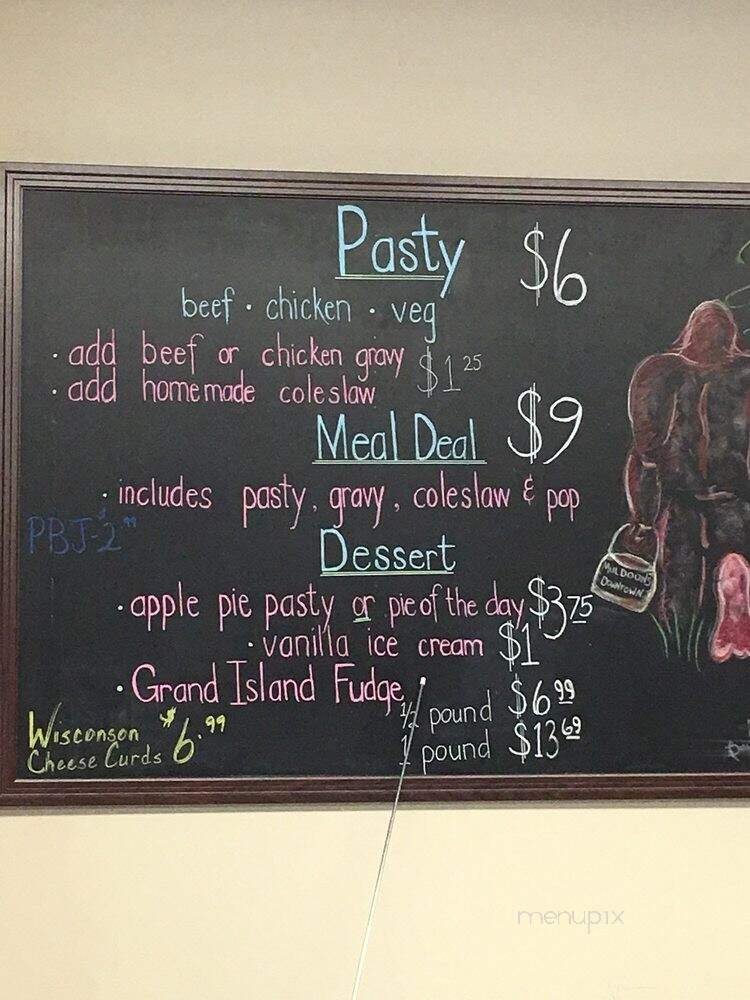 Pasty $6
beef · chicken · veg
· add beef or chicken gravy $1 25
· add homemade coleslaw
Meal Deal $9
· includes pasty, gravy, coleslaw & pop
PBJ-$2.99
Dessert
· apple pie pasty or pie of the day $3.75
· vanilla ice cream $1
· Grand Island Fudge
1/2 pound $6 99
1 pound $13 69
Wisconson $6.99
Cheese Curds
MULDOONS
DOWNTOWN
menupix